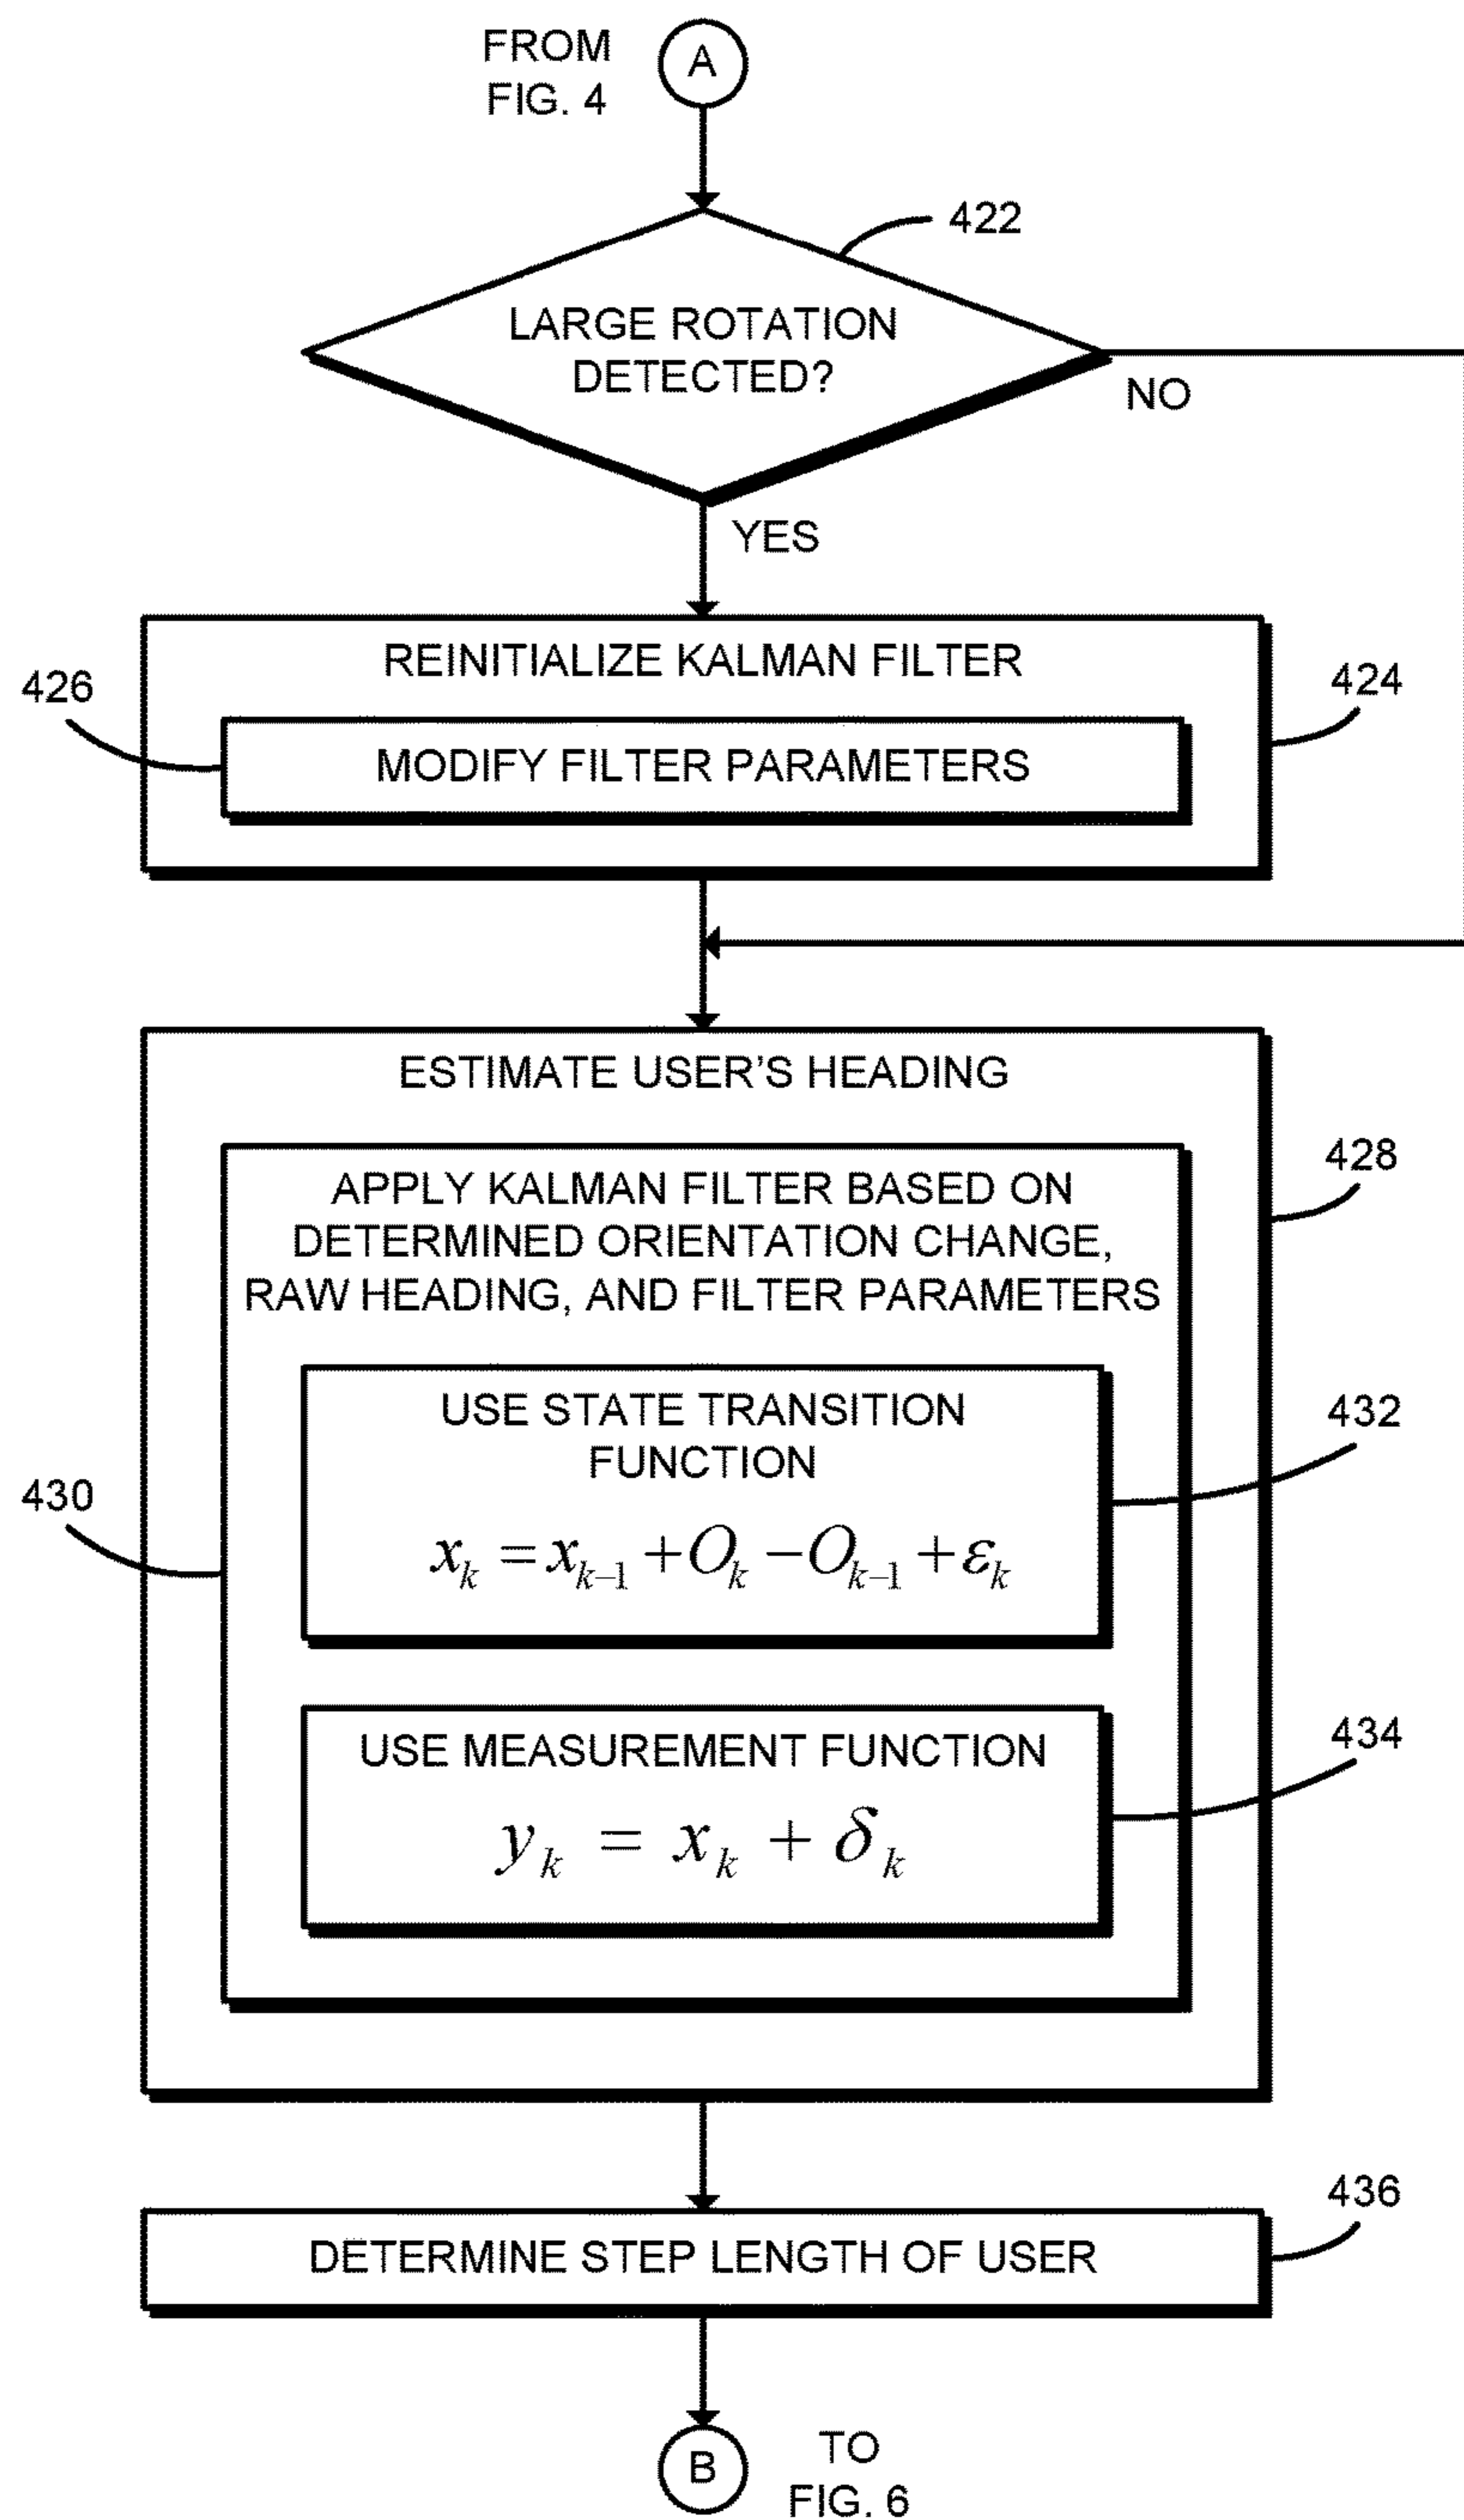 FROM
FIG. 4
A
422
LARGE ROTATION
DETECTED?
NO
YES
REINITIALIZE KALMAN FILTER
426
424
MODIFY FILTER PARAMETERS
ESTIMATE USER'S HEADING
428
APPLY KALMAN FILTER BASED ON
DETERMINED ORIENTATION CHANGE,
RAW HEADING, AND FILTER PARAMETERS
432
USE STATE TRANSITION
FUNCTION
430
x_k = x_{k-1} + O_k − O_{k-1} + ε_k
434
USE MEASUREMENT FUNCTION
y_k = x_k + δ_k
436
DETERMINE STEP LENGTH OF USER
B
TO
FIG. 6